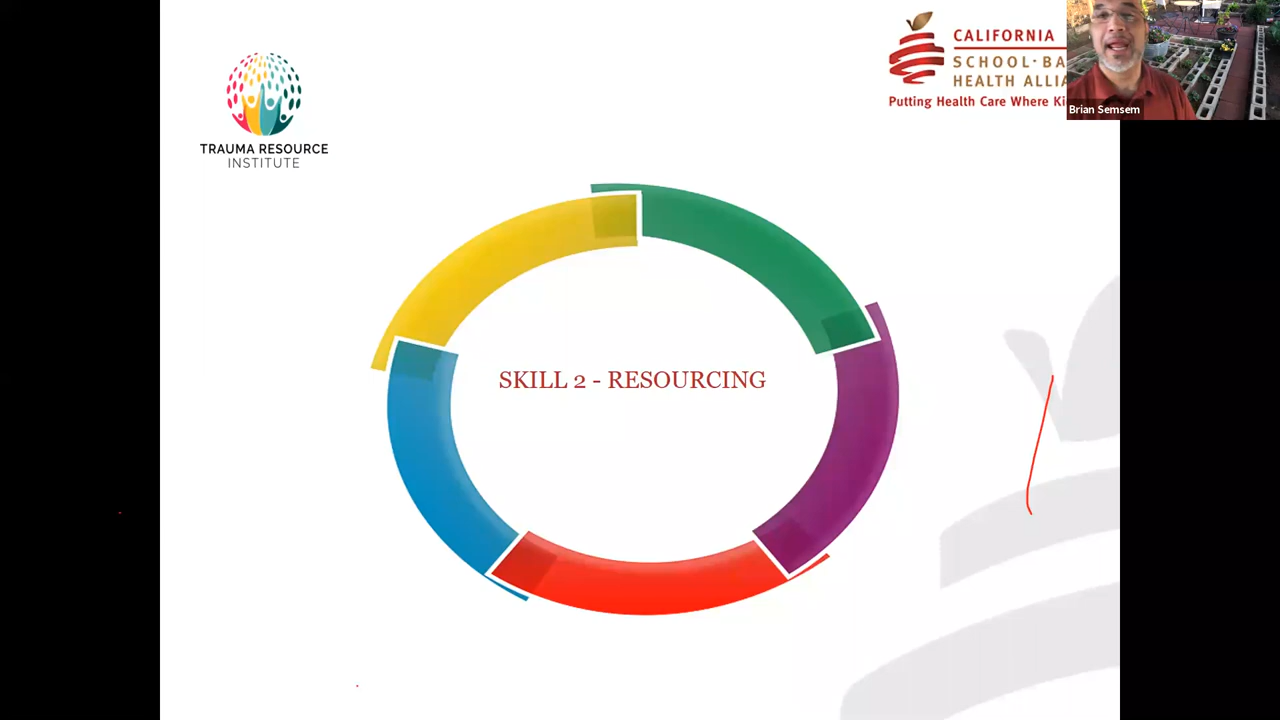 TRAUMA RESOURCE
INSTITUTE
CALIFORNIA
SCHOOL-BA
HEALTH ALLIA
Putting Health Care Where Ki
Brian Semsem
SKILL 2 - RESOURCING